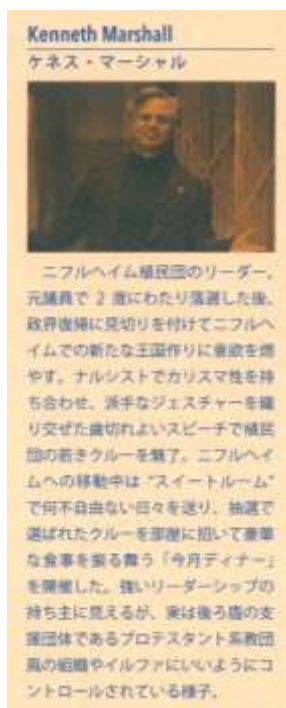 Kenneth Marshall
ケネス・マーシャル
ニフルヘイム植民団のリーダー。
元議員で 2 度にわたり落選した後、
政界復帰に見切りを付けてニフルヘ
イムでの新たな王国作りに意欲を燃
やす。ナルシストでカリスマ性を持
ち合わせ、派手なジェスチャーを織
り交ぜた歯切れよいスピーチで植民
団の若きクルーを魅了。ニフルヘイ
ムへの移動中は“スイートルーム”
で何不自由ない日々を送り、抽選で
選ばれたクルーを部屋に招いて豪華
な食事を振る舞う「今月ディナー」
を開催した。強いリーダーシップの
持ち主に見えるが、実は後ろ盾の支
援団体であるプロテスタント系教団
風の組織やイルファにいいようにコ
ントロールされている様子。